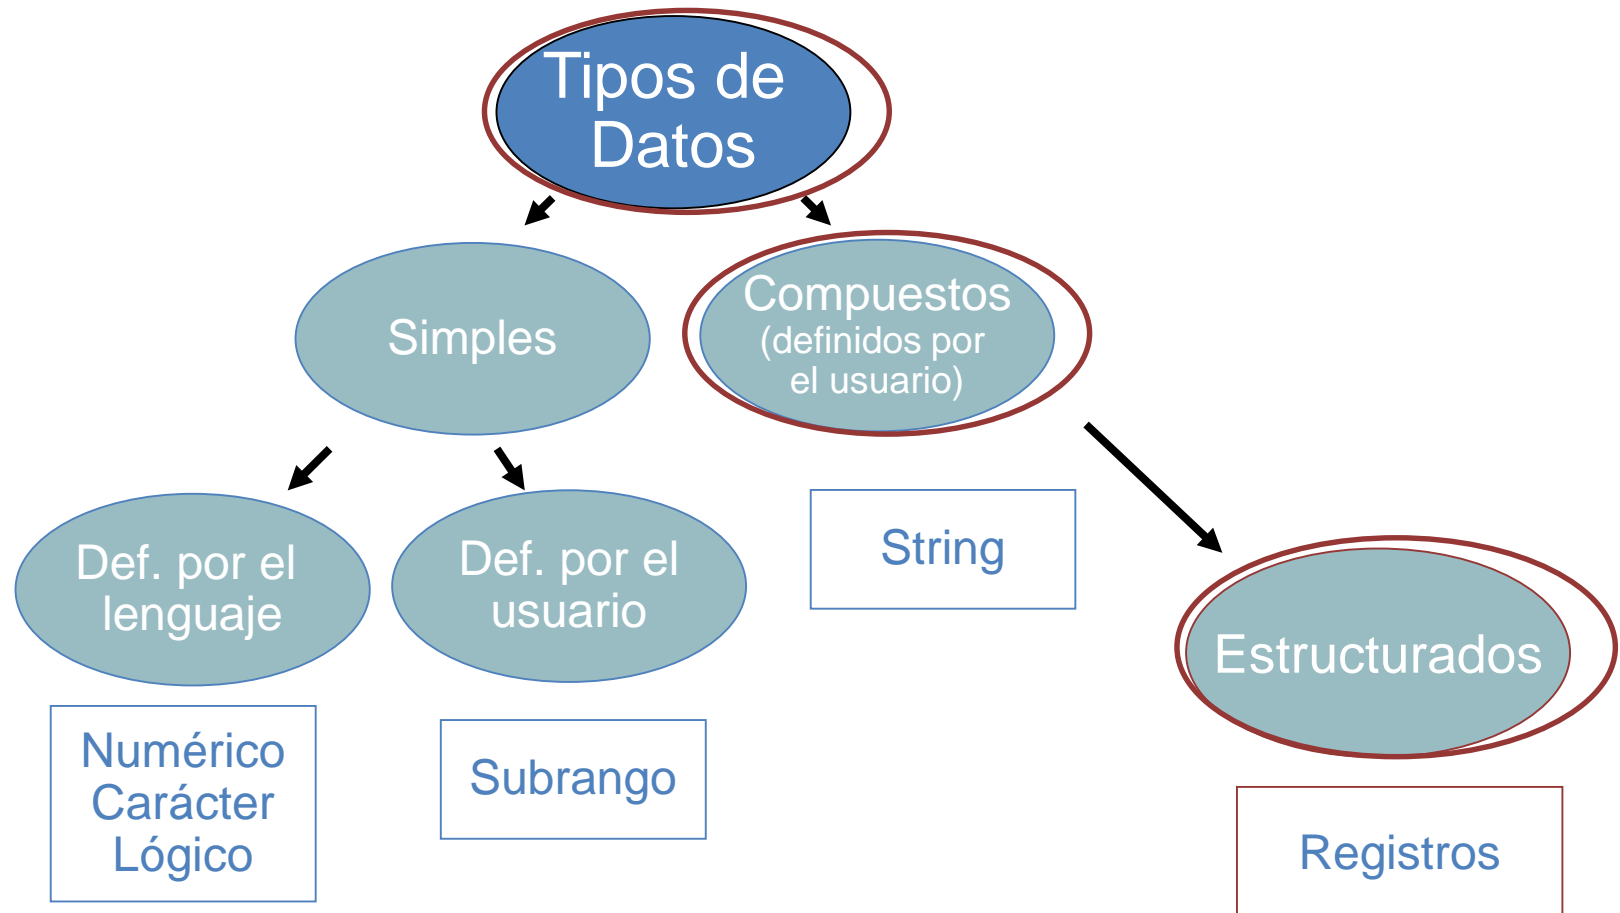 Tipos de
Datos
Simples
Compuestos
(definidos por
el usuario)
Def. por el
lenguaje
Def. por el
usuario
String
Estructurados
Numérico
Carácter
Lógico
Subrango
Registros